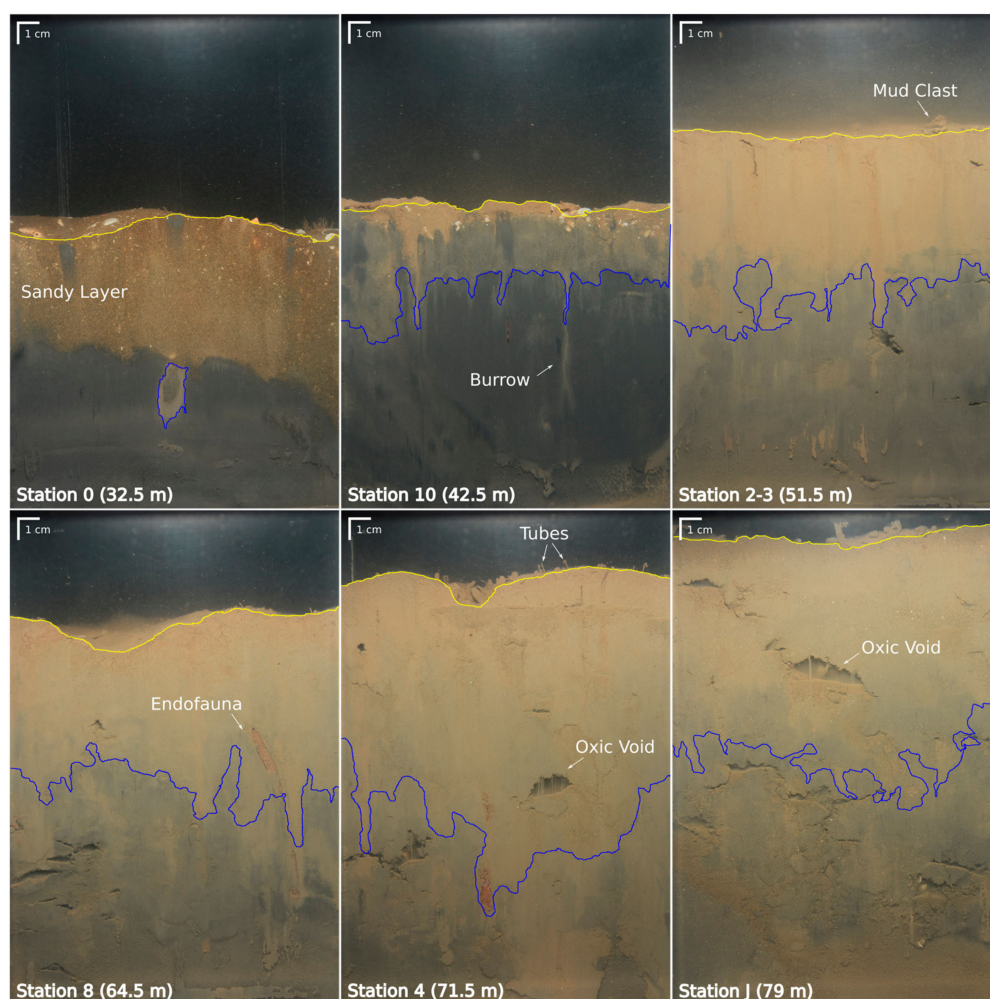 1 cm
1 cm
1 cm
Mud Clast
Sandy Layer
Burrow
Station 0 (32.5 m)
Station 10 (42.5 m)
Station 2-3 (51.5 m)
1 cm
1 cm
1 cm
Tubes
Oxic Void
Endofauna
Oxic Void
Station 8 (64.5 m)
Station 4 (71.5 m)
Station J (79 m)